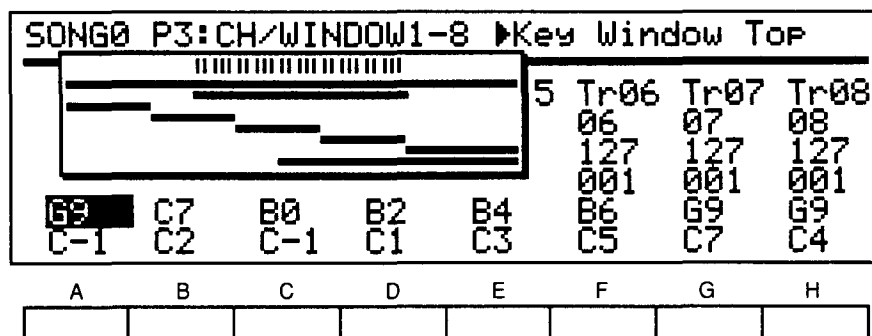 SONG0 P3:CH/WINDOW1-8 ▶Key Window Top
5 Tr06 Tr07 Tr08
06 07 08
127 127 127
001 001 001
G9 C7 B0 B2 B4 B6 G9 G9
C-1 C2 C-1 C1 C3 C5 C7 C4
A B C D E F G H